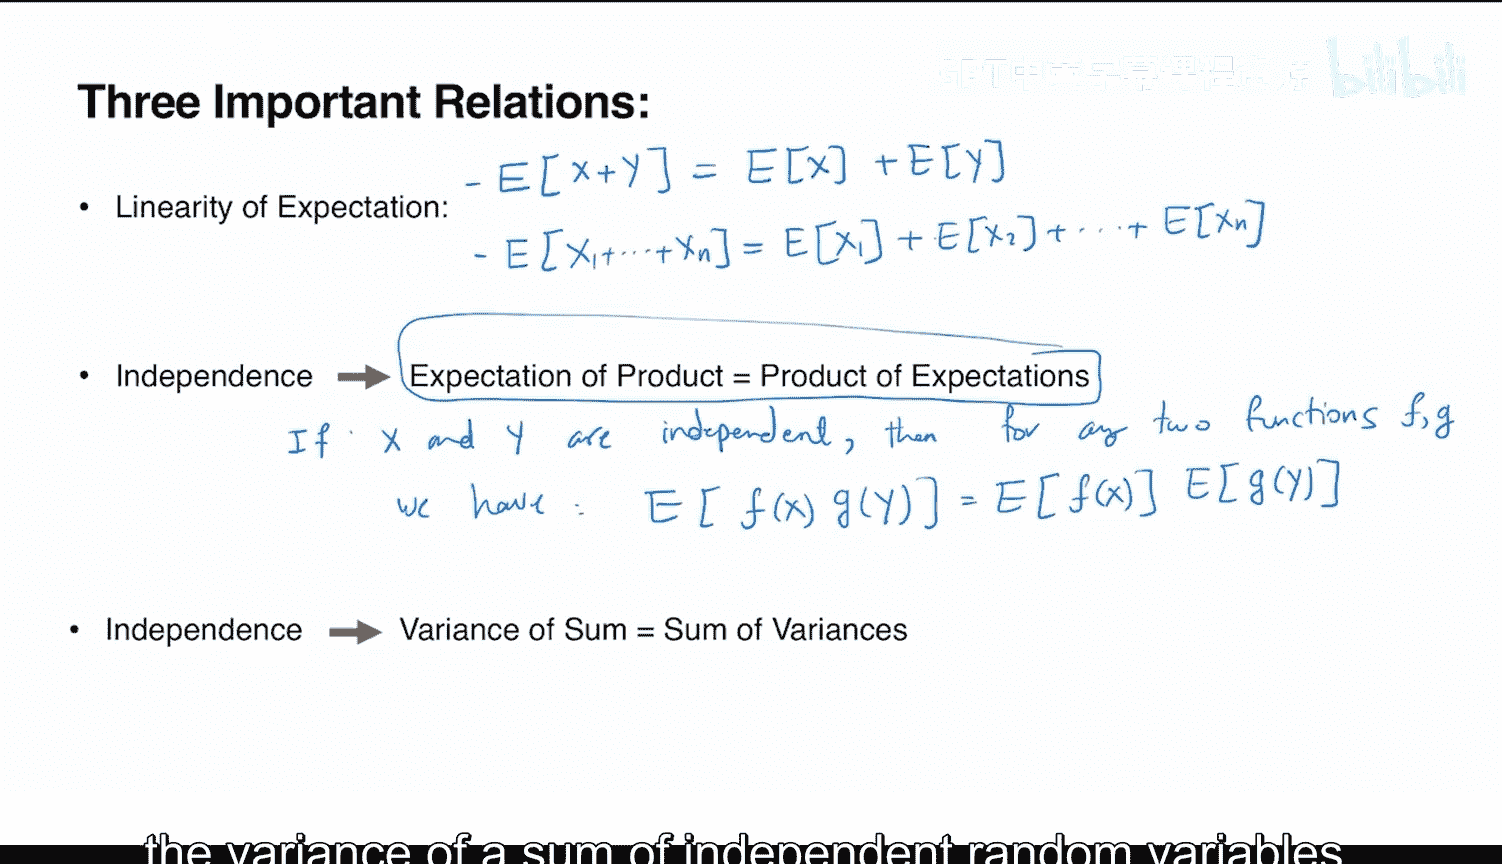 bilibili
Three Important Relations:
- E[X+Y] = E[X] + E[Y]
• Linearity of Expectation:
- E[X₁+···+Xₙ] = E[X₁] + E[X₂] + ···+ E[Xₙ]
• Independence → Expectation of Product = Product of Expectations
If X and Y are independent, then for any two functions f,g
we have : E[ f(X) g(Y)] = E[f(X)] E[g(Y)]
• Independence → Variance of Sum = Sum of Variances
the variance of a sum of independent random variables